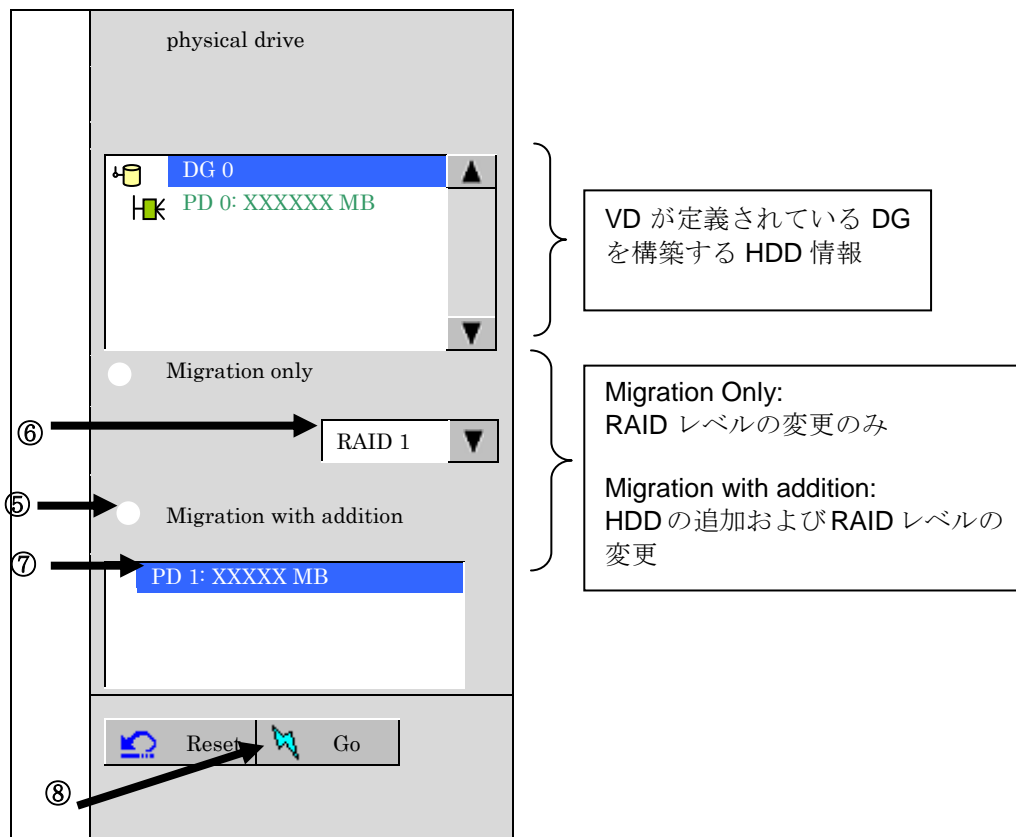 physical drive
DG 0
PD 0: XXXXXX MB
VD が定義されている DG
を構築する HDD 情報
Migration only
⑥
RAID 1
⑤
Migration with addition
⑦
PD 1: XXXXX MB
Migration Only:
RAID レベルの変更のみ
Migration with addition:
HDD の追加および RAID レベルの
変更
Reset
Go
⑧